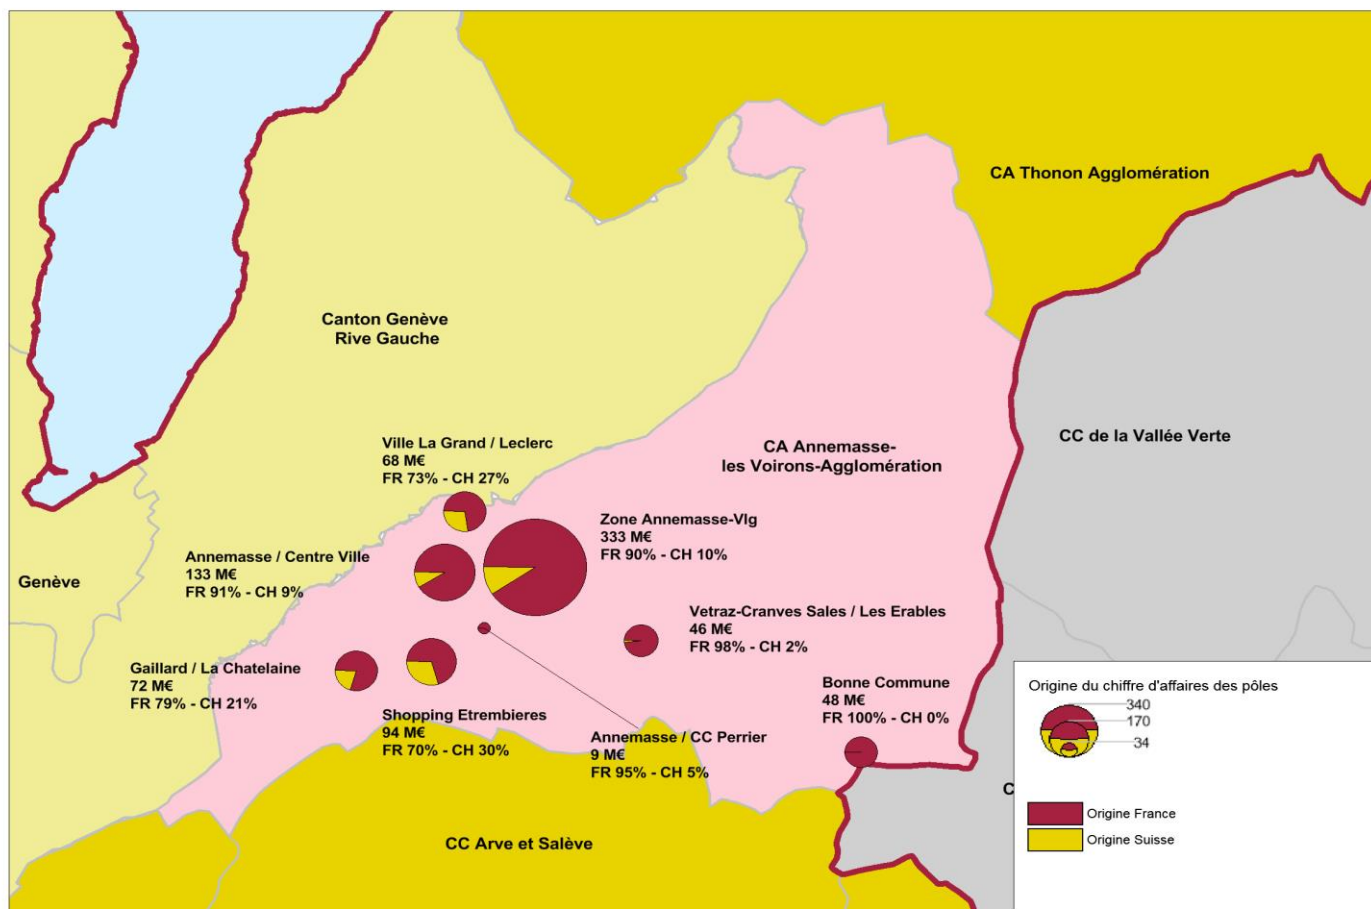 CA Thonon Agglomération
Canton Genève
Rive Gauche
CC de la Vallée Verte
CA Annemasse-
les Voirons-Agglomération
Ville La Grand / Leclerc
68 M€
FR 73% - CH 27%
Zone Annemasse-Vlg
333 M€
FR 90% - CH 10%
Annemasse / Centre Ville
133 M€
FR 91% - CH 9%
Genève
Vetraz-Cranves Sales / Les Erables
46 M€
FR 98% - CH 2%
Gaillard / La Chatelaine
72 M€
FR 79% - CH 21%
Bonne Commune
48 M€
FR 100% - CH 0%
Shopping Etrembieres
94 M€
FR 70% - CH 30%
Annemasse / CC Perrier
9 M€
FR 95% - CH 5%
CC Arve et Salève
Origine du chiffre d'affaires des pôles
340
170
34
Origine France
Origine Suisse